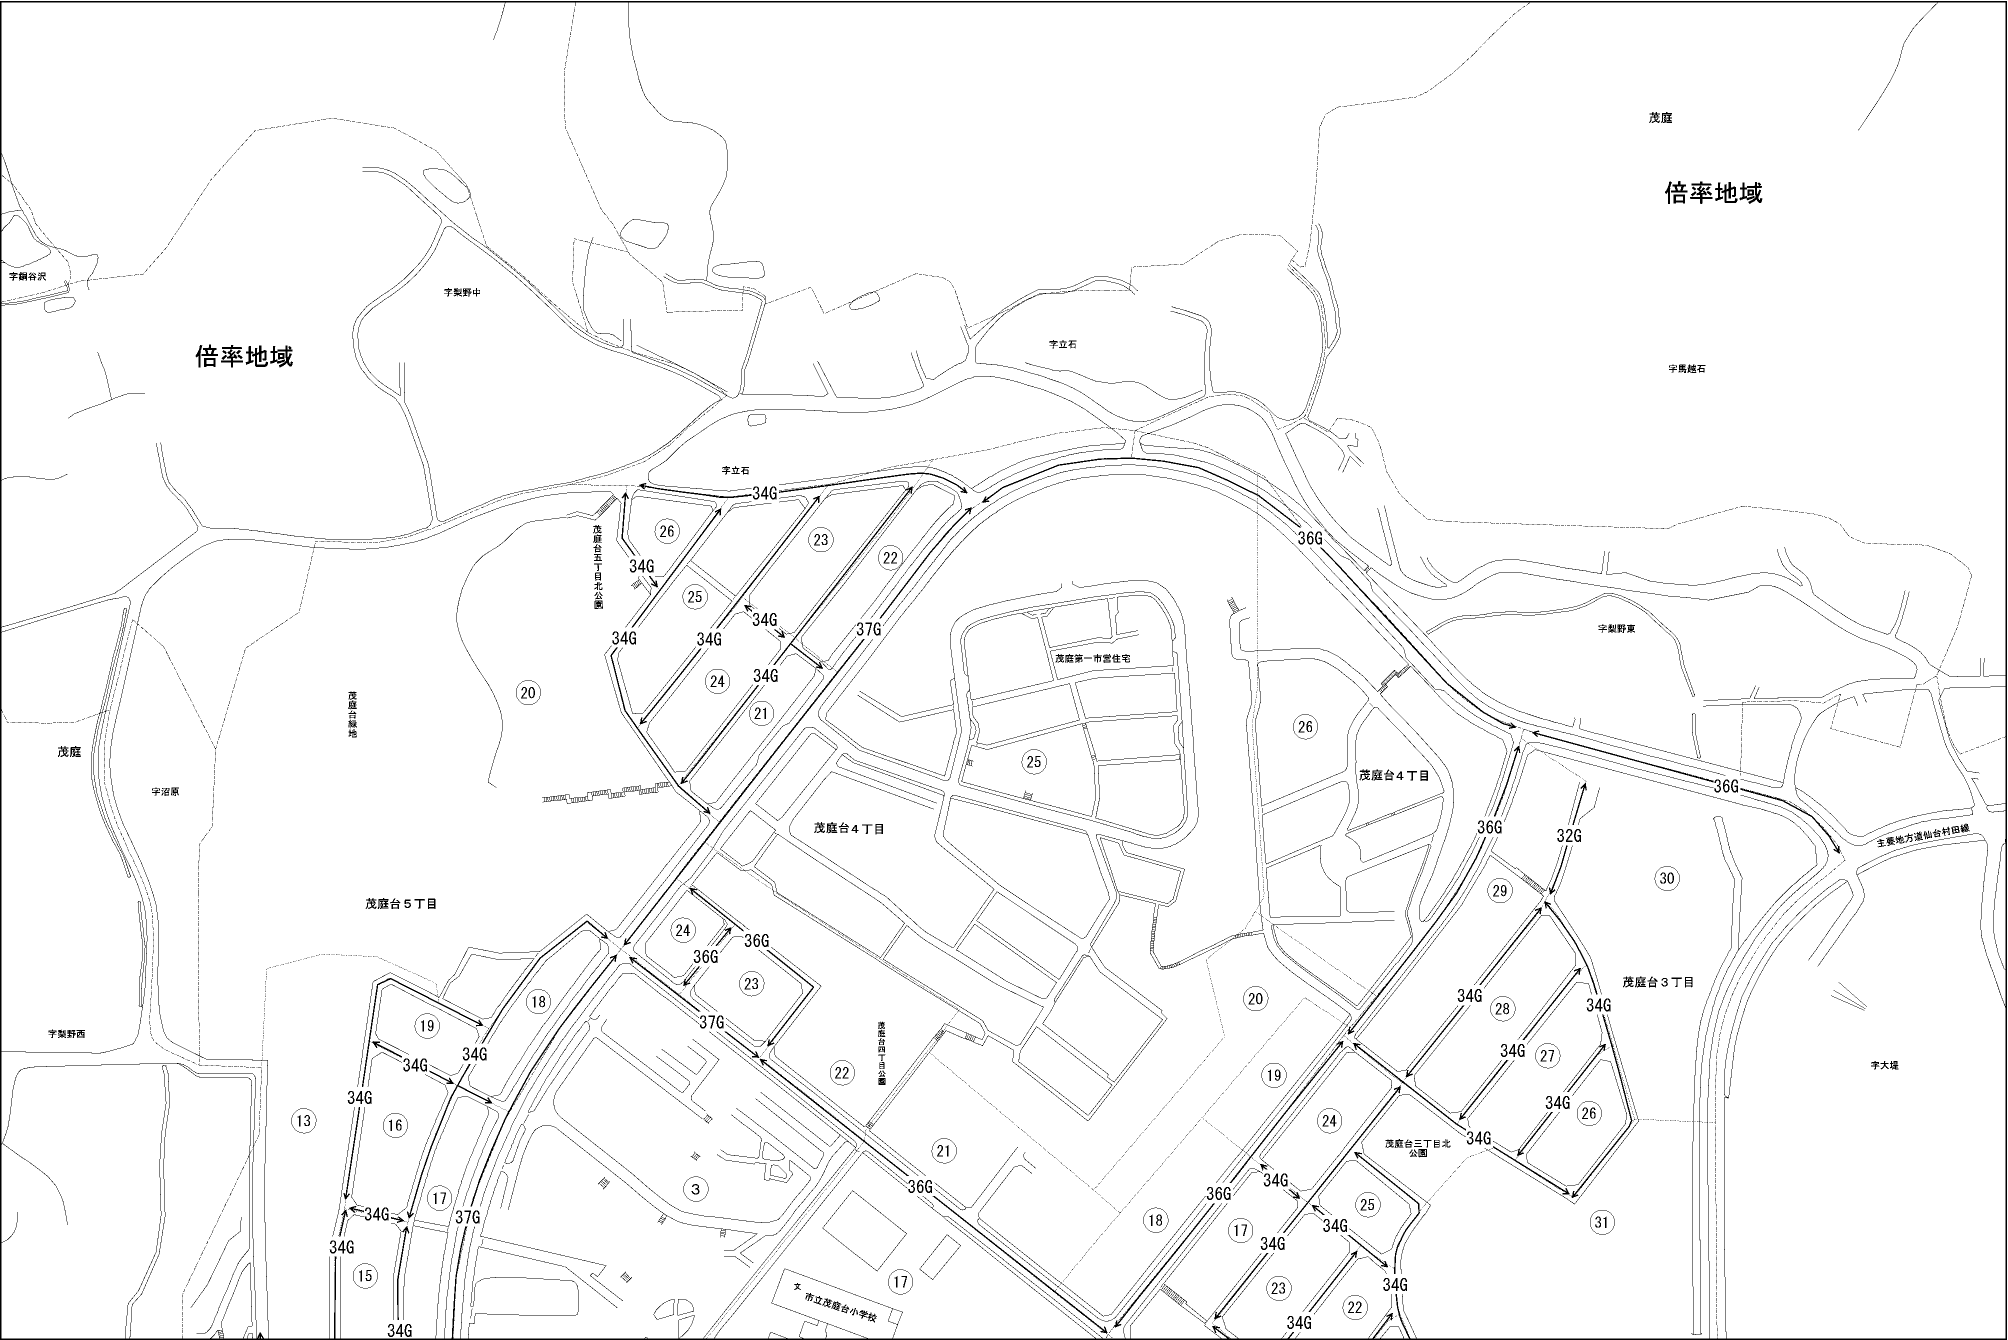 茂庭
倍率地域
字銅谷沢
字梨野中
倍率地域
字立石
字馬越石
字立石
34G
茂庭台五丁目北公園
26
23
22
36G
34G
25
34G
34G
34G
37G
字梨野東
茂庭第一市営住宅
34G
24
21
20
茂庭台緑地
26
茂庭
25
茂庭台4丁目
字沼原
36G
茂庭台4丁目
36G
32G
主要地方道仙台村田線
30
29
茂庭台5丁目
24
36G
36G
23
茂庭台3丁目
18
20
34G
34G
28
19
37G
茂庭台四丁目公園
字梨野西
34G
34G
27
字大堤
34G
22
19
34G
34G
26
13
16
24
34G
茂庭台三丁目北
公園
21
3
17
36G
34G
36G
25
34G
37G
18
17
34G
31
34G
34G
15
17
23
34G
文
市立茂庭台小学校
22
34G
34G